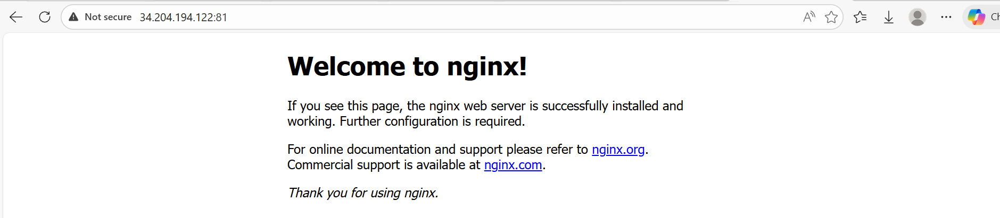 Not secure 34.204.194.122:81
Welcome to nginx!
If you see this page, the nginx web server is successfully installed and
working. Further configuration is required.
For online documentation and support please refer to nginx.org.
Commercial support is available at nginx.com.
Thank you for using nginx.